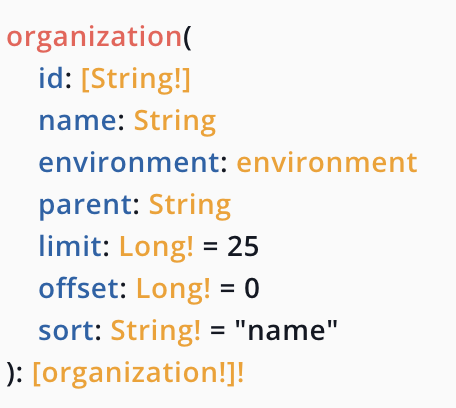 organization(
id: [String!]
name: String
environment: environment
parent: String
limit: Long! = 25
offset: Long! = 0
sort: String! = "name"
): [organization!]!